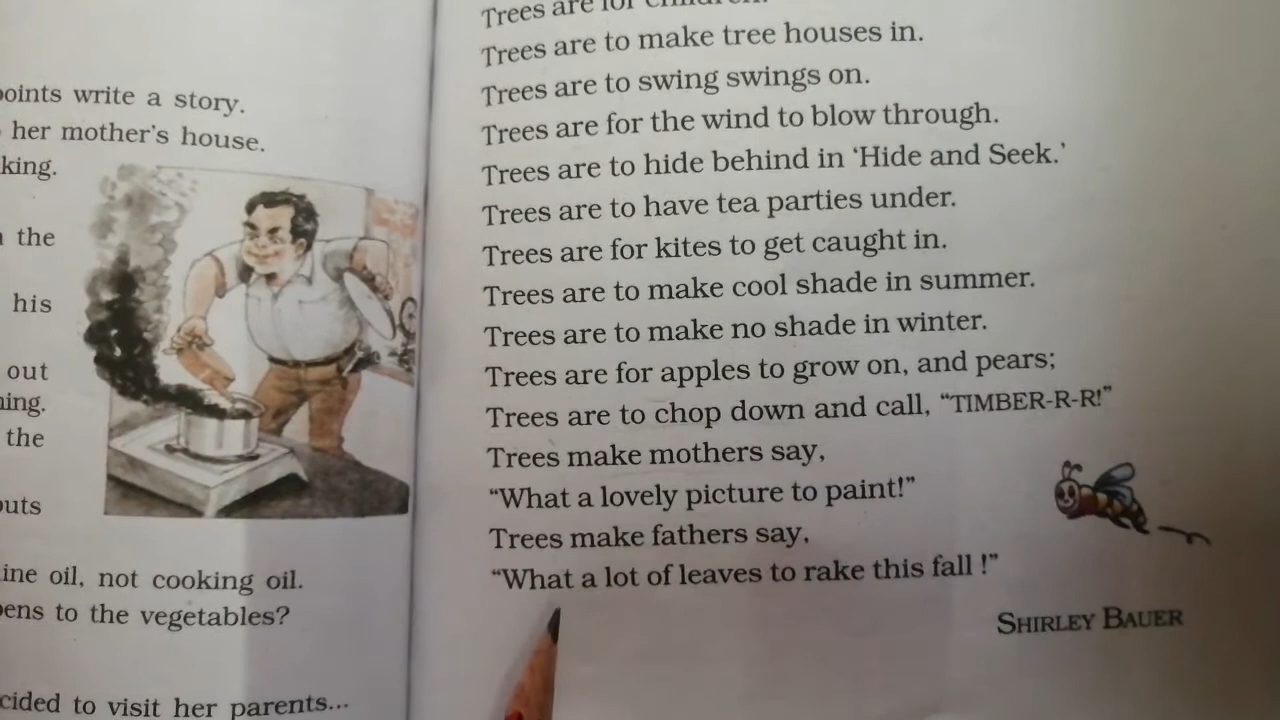 points write a story.
her mother's house.
king.
the
his
out
the
ine oil, not cooking oil.
to the vegetables?
cided to visit her parents...
Trees are for children.
Trees are to make tree houses in.
Trees are to swing swings on.
Trees are for the wind to blow through.
Trees are to hide behind in ‘Hide and Seek.’
Trees are to have tea parties under.
Trees are for kites to get caught in.
Trees are to make cool shade in summer.
Trees are to make no shade in winter.
Trees are for apples to grow on, and pears;
Trees are to chop down and call, “TIMBER-R-R!”
Trees make mothers say,
“What a lovely picture to paint!”
Trees make fathers say,
“What a lot of leaves to rake this fall !”
SHIRLEY BAUER